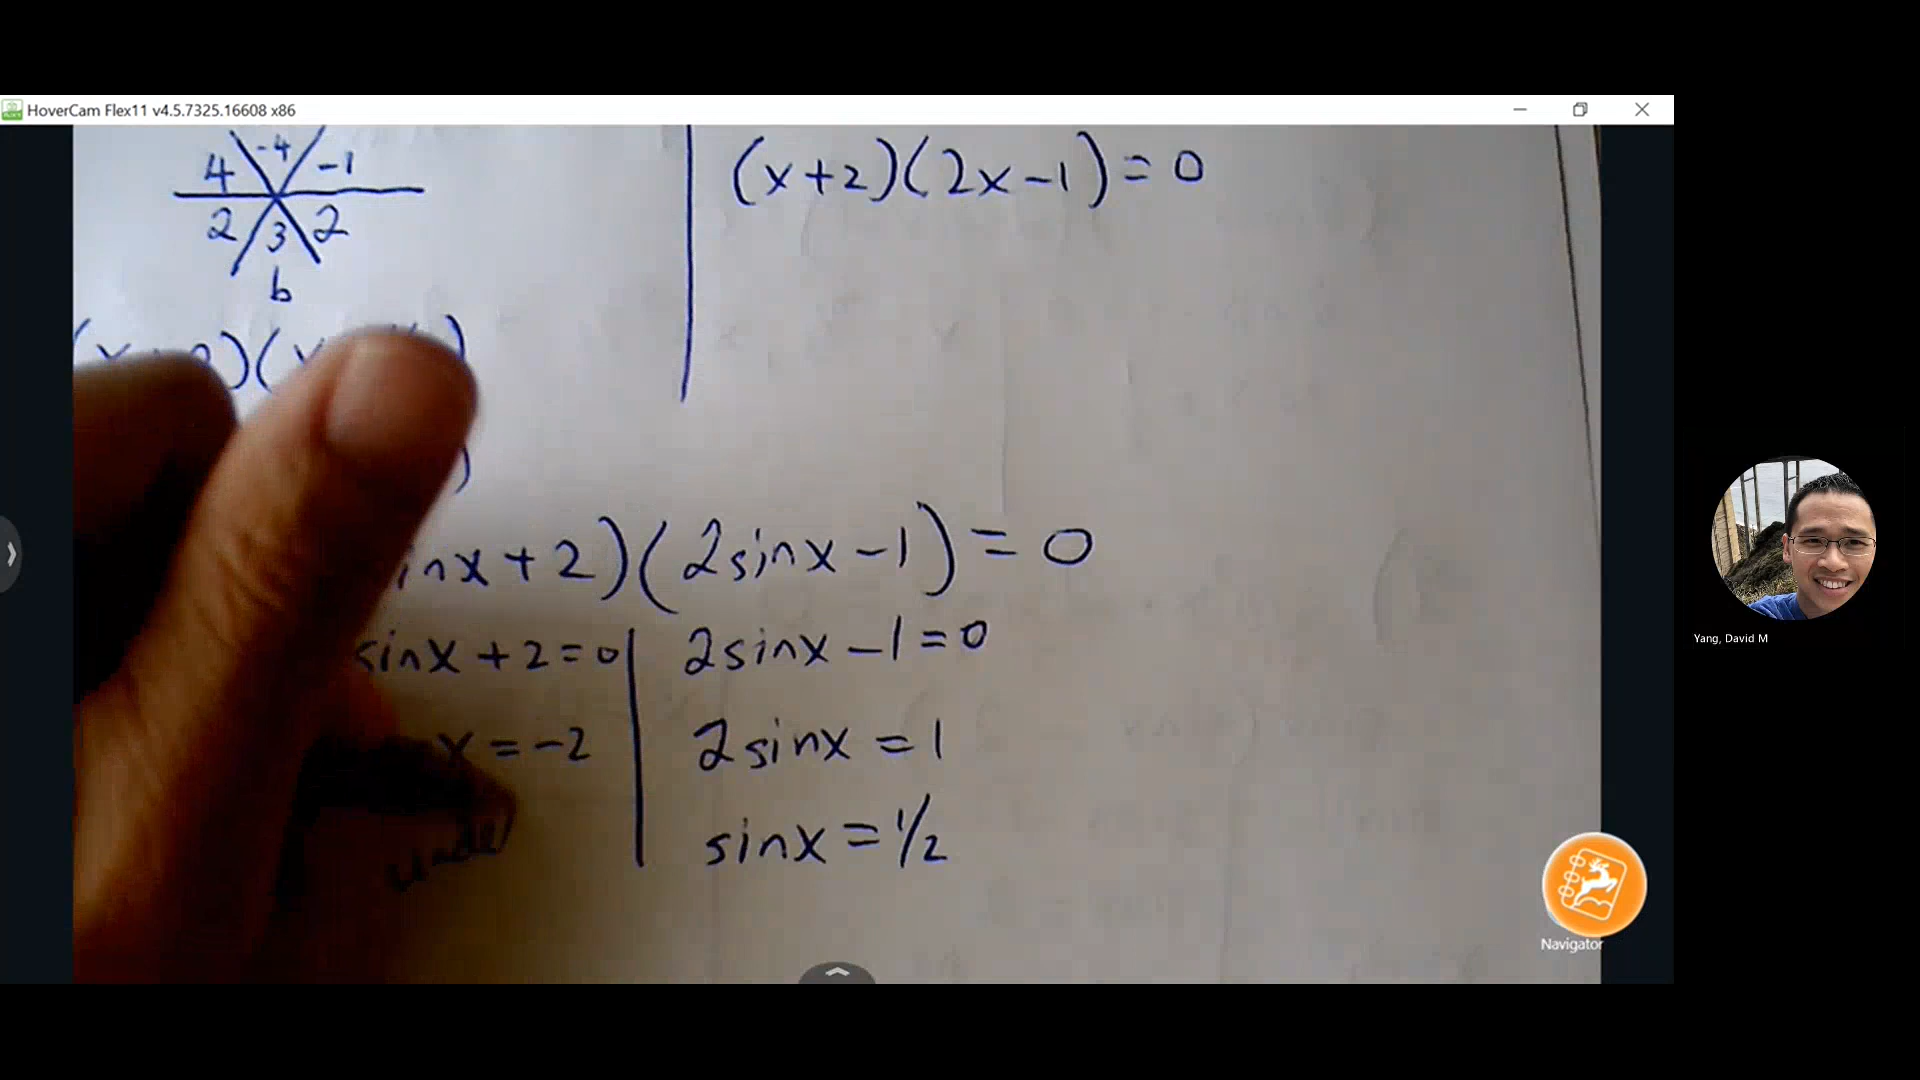 HoverCam Flex11 v4.5.7325.16608 x86
-4
4 -1
2 3 2
b
(x+2)(2x-1)=0
)(x )
)
inx+2)(2sinx-1)=0
sinx+2=0
x=-2
2sinx-1=0
2sinx=1
sinx=1/2
Yang, David M
Navigator